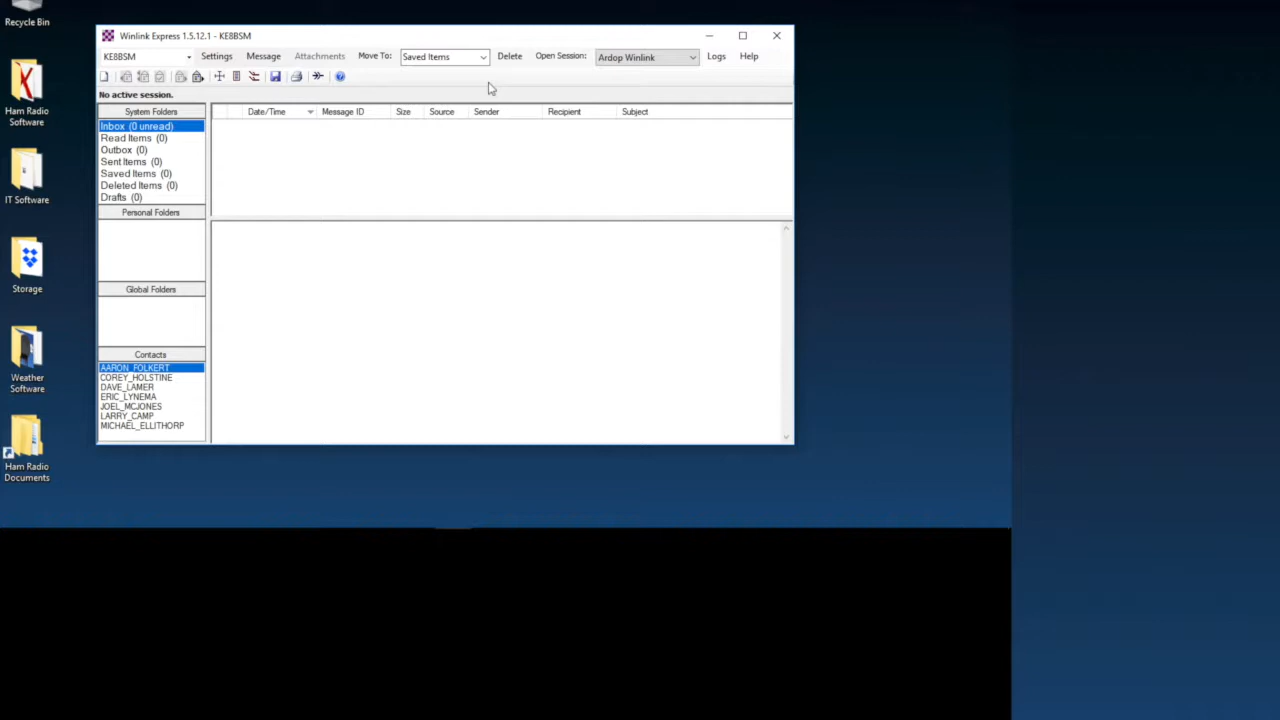 Recycle Bin
Ham Radio
Software
IT Software
Storage
Weather
Software
Ham Radio
Documents
Winlink Express 1.5.12.1 - KE8BSM
KE8BSM Settings Message Attachments Move To: Saved Items Delete Open Session: Ardop Winlink Logs Help
No active session.
System Folders
Inbox (0 unread)
Read Items (0)
Outbox (0)
Sent Items (0)
Saved Items (0)
Deleted Items (0)
Drafts (0)
Personal Folders
Global Folders
Contacts
AARON_FOLKERT
COREY_HOLSTINE
DAVE_LAMER
ERIC_LYNEMA
JOEL_MCJONES
LARRY_CAMP
MICHAEL_ELLITHORP
Date/Time Message ID Size Source Sender Recipient Subject